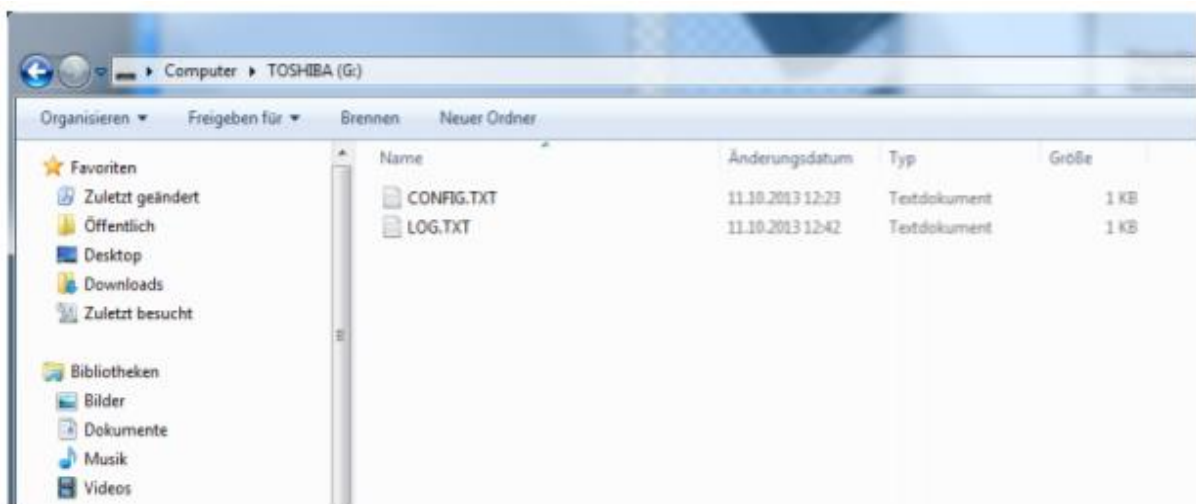 Computer ▸ TOSHIBA (G:)
Organisieren ▾ Freigeben für ▾ Brennen Neuer Ordner
Favoriten
Zuletzt geändert
Öffentlich
Desktop
Downloads
Zuletzt besucht
Bibliotheken
Bilder
Dokumente
Musik
Videos
Name Änderungsdatum Typ Größe
CONFIG.TXT 11.10.2013 12:23 Textdokument 1 KB
LOG.TXT 11.10.2013 12:42 Textdokument 1 KB